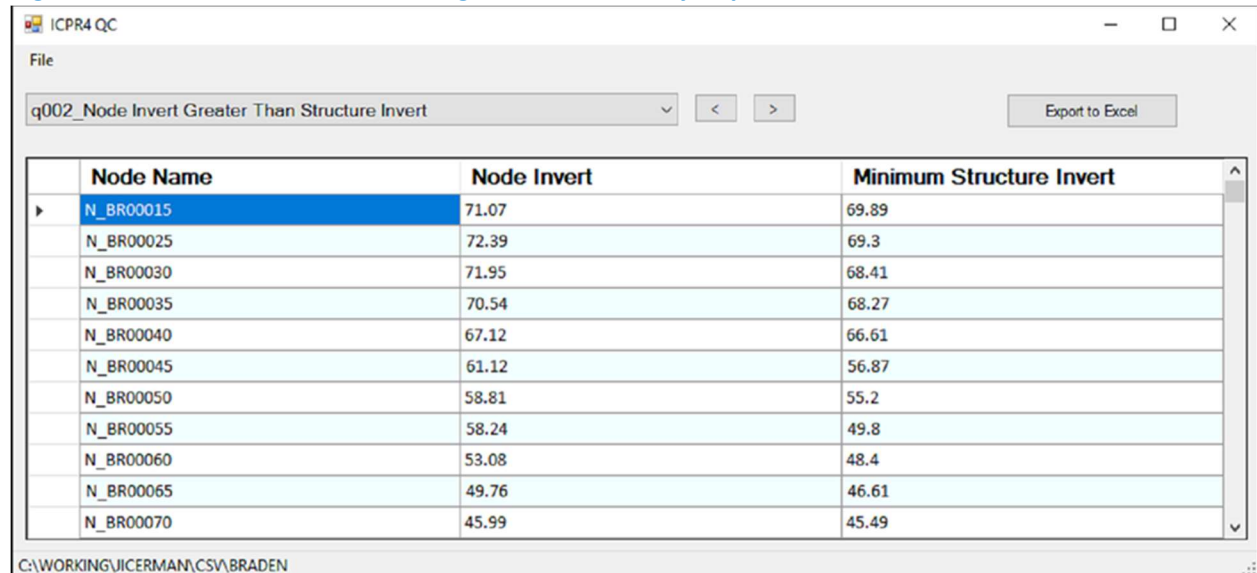 ICPR4 QC
File
q002_Node Invert Greater Than Structure Invert < > Export to Excel
Node Name Node Invert Minimum Structure Invert
N_BR00015 71.07 69.89
N_BR00025 72.39 69.3
N_BR00030 71.95 68.41
N_BR00035 70.54 68.27
N_BR00040 67.12 66.61
N_BR00045 61.12 56.87
N_BR00050 58.81 55.2
N_BR00055 58.24 49.8
N_BR00060 53.08 48.4
N_BR00065 49.76 46.61
N_BR00070 45.99 45.49
C:\WORKING\JICERMAN\CSV\BRADEN